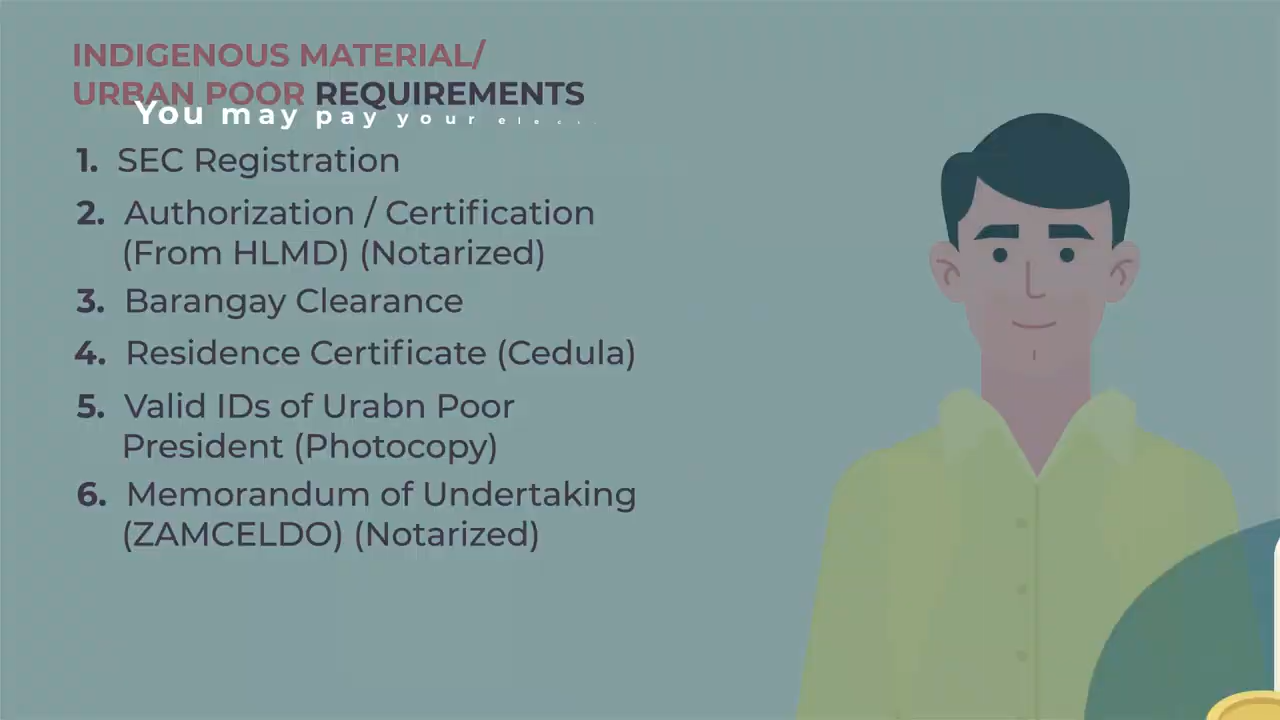 INDIGENOUS MATERIAL/
URBAN POOR REQUIREMENTS
You may pay your
1. SEC Registration
2. Authorization / Certification
(From HLMD) (Notarized)
3. Barangay Clearance
4. Residence Certificate (Cedula)
5. Valid IDs of Urabn Poor
President (Photocopy)
6. Memorandum of Undertaking
(ZAMCELDO) (Notarized)